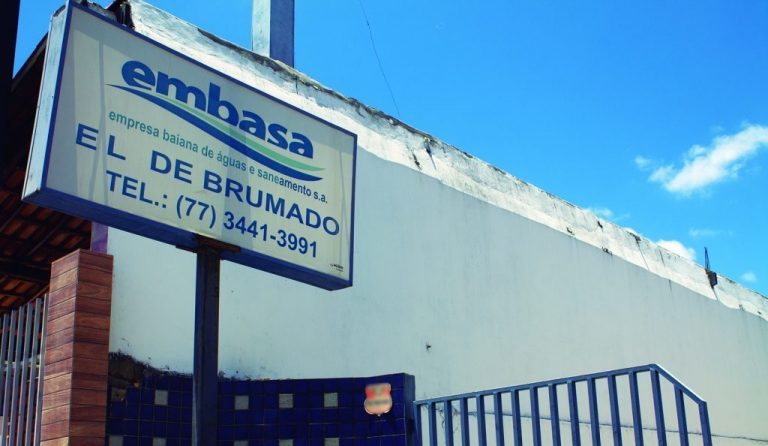 embasa
empresa baiana de águas e saneamento s.a.
EL DE BRUMADO
TEL.: (77) 3441-3991